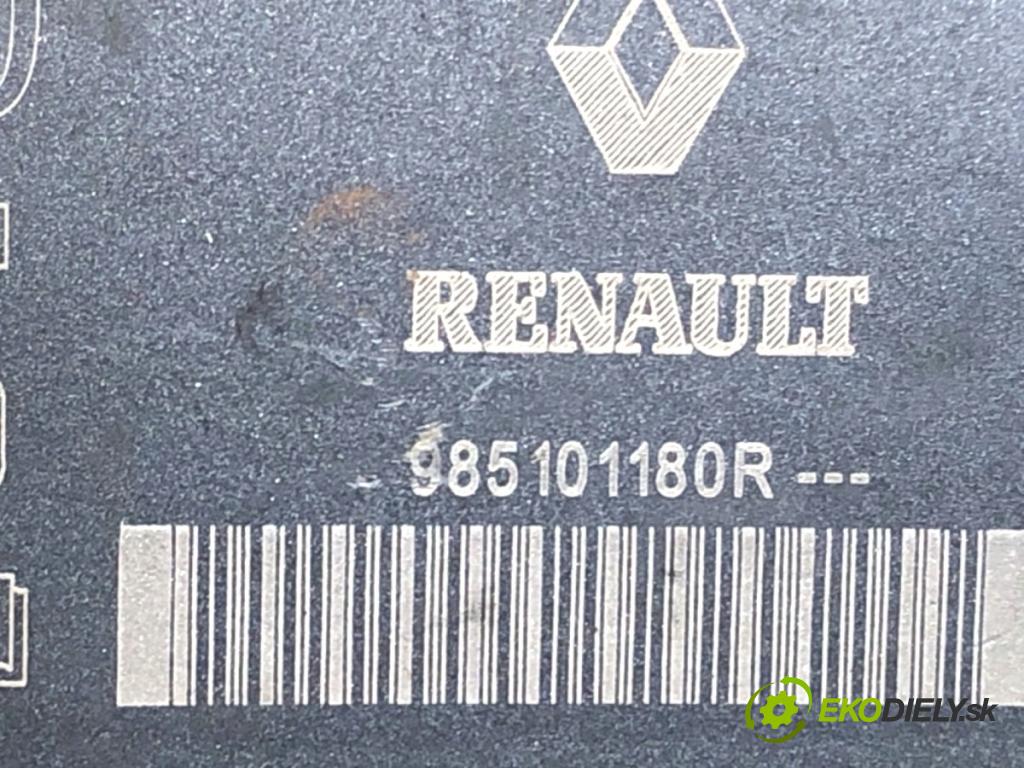 RENAULT
985101180R ---
EKODIELY.sk